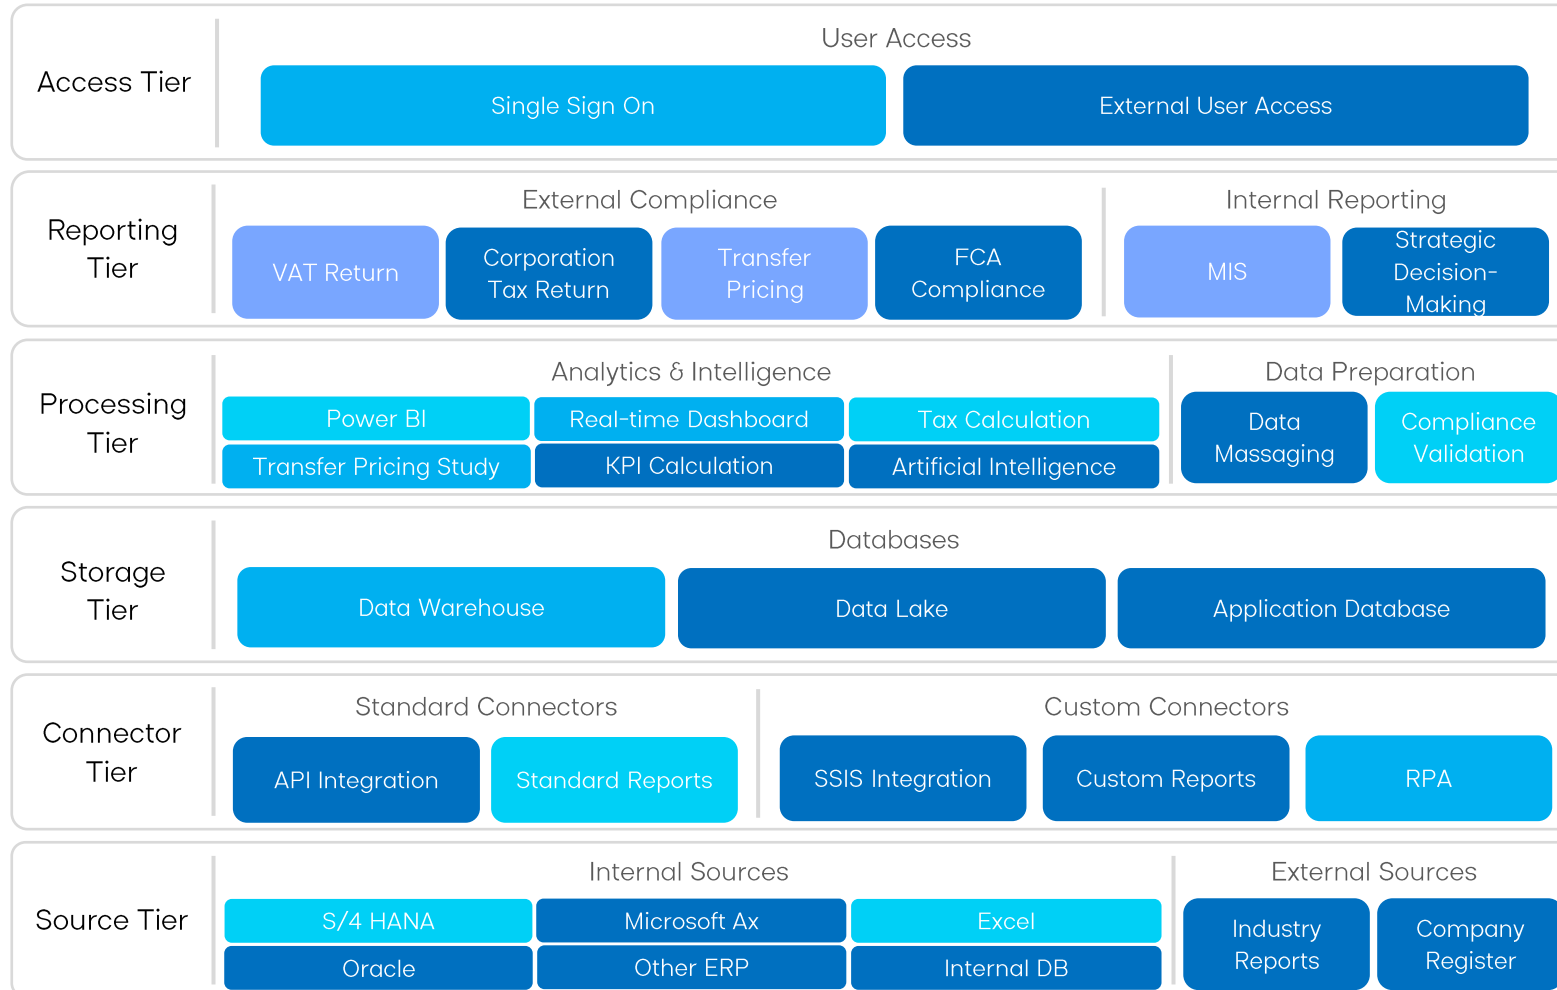 User Access
Access Tier
Single Sign On
External User Access
External Compliance
Internal Reporting
Reporting
Tier
VAT Return
Corporation
Tax Return
Transfer
Pricing
FCA
Compliance
MIS
Strategic
Decision-
Making
Analytics & Intelligence
Data Preparation
Processing
Tier
Power BI
Real-time Dashboard
Tax Calculation
Transfer Pricing Study
KPI Calculation
Artificial Intelligence
Data
Massaging
Compliance
Validation
Databases
Storage
Tier
Data Warehouse
Data Lake
Application Database
Standard Connectors
Custom Connectors
Connector
Tier
API Integration
Standard Reports
SSIS Integration
Custom Reports
RPA
Internal Sources
External Sources
Source Tier
S/4 HANA
Microsoft Ax
Excel
Oracle
Other ERP
Internal DB
Industry
Reports
Company
Register